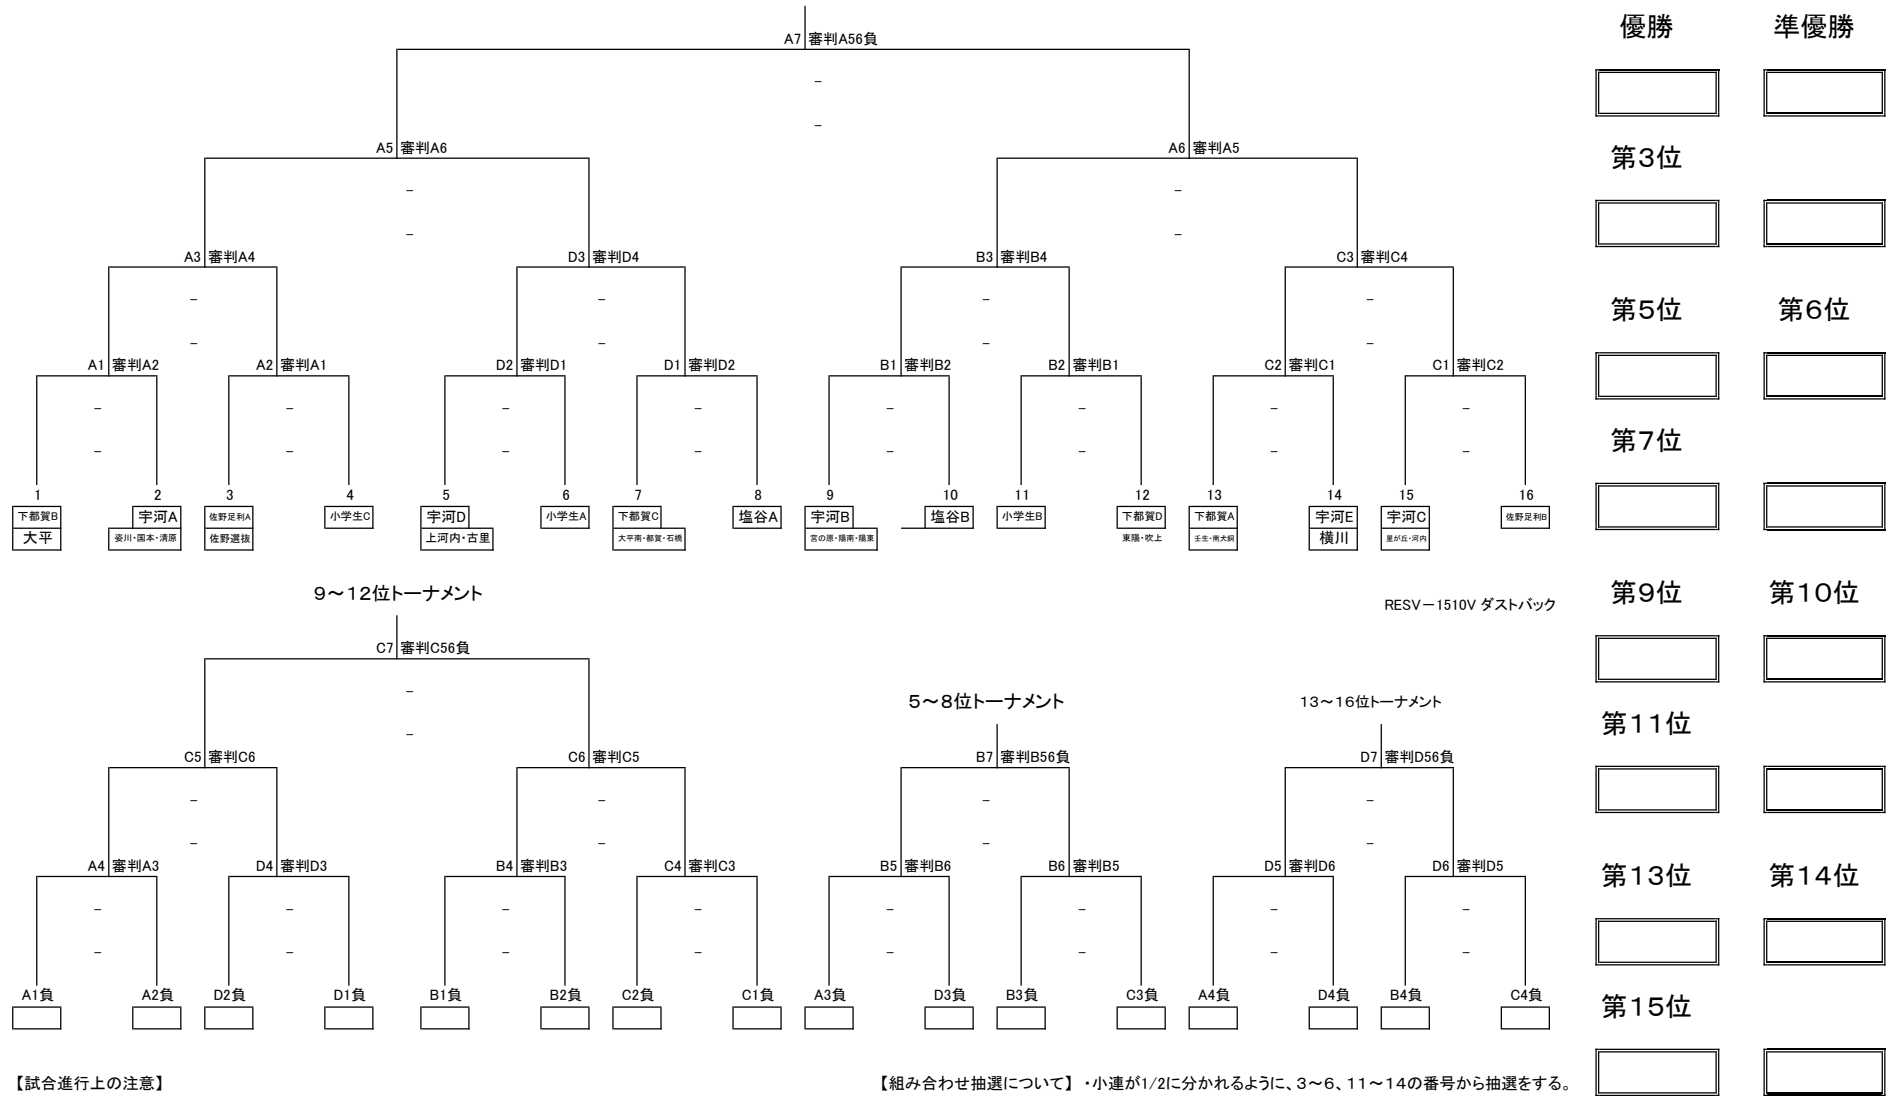 優勝 準優勝
A7 審判A56負
－
－
A5 審判A6 A6 審判A5
第3位
－ －
－ －
A3 審判A4 D3 審判D4 B3 審判B4 C3 審判C4
－ － － －
第5位 第6位
－ － － －
A1 審判A2 A2 審判A1 D2 審判D1 D1 審判D2 B1 審判B2 B2 審判B1 C2 審判C1 C1 審判C2
－ － － － － － － －
第7位
－ － － － － － － －
1 2 3 4 5 6 7 8 9 10 11 12 13 14 15 16
下都賀B 宇河A 佐野足利A 小学生C 宇河D 小学生A 下都賀C 塩谷A 宇河B 塩谷B 小学生B 下都賀D 下都賀A 宇河E 宇河C 佐野足利B
大平 姿川・国本・清原 佐野選抜 上河内・古里 大平南・都賀・石橋 宮の原・陽南・陽東 東陽・吹上 壬生・南犬飼 横川 星が丘・河内
9～12位トーナメント
RESV－1510V ダストバック
第9位 第10位
C7 審判C56負
－
5～8位トーナメント 13～16位トーナメント
第11位
－
C5 審判C6 C6 審判C5 B7 審判B56負 D7 審判D56負
－ － － －
－ － － －
A4 審判A3 D4 審判D3 B4 審判B3 C4 審判C3 B5 審判B6 B6 審判B5 D5 審判D6 D6 審判D5
第13位 第14位
－ － － － － － － －
－ － － － － － － －
A1負 A2負 D2負 D1負 B1負 B2負 C2負 C1負 A3負 D3負 B3負 C3負 A4負 D4負 B4負 C4負
第15位
【試合進行上の注意】 【組み合わせ抽選について】 ・小連が1/2に分かれるように、3～6、11～14の番号から抽選をする。